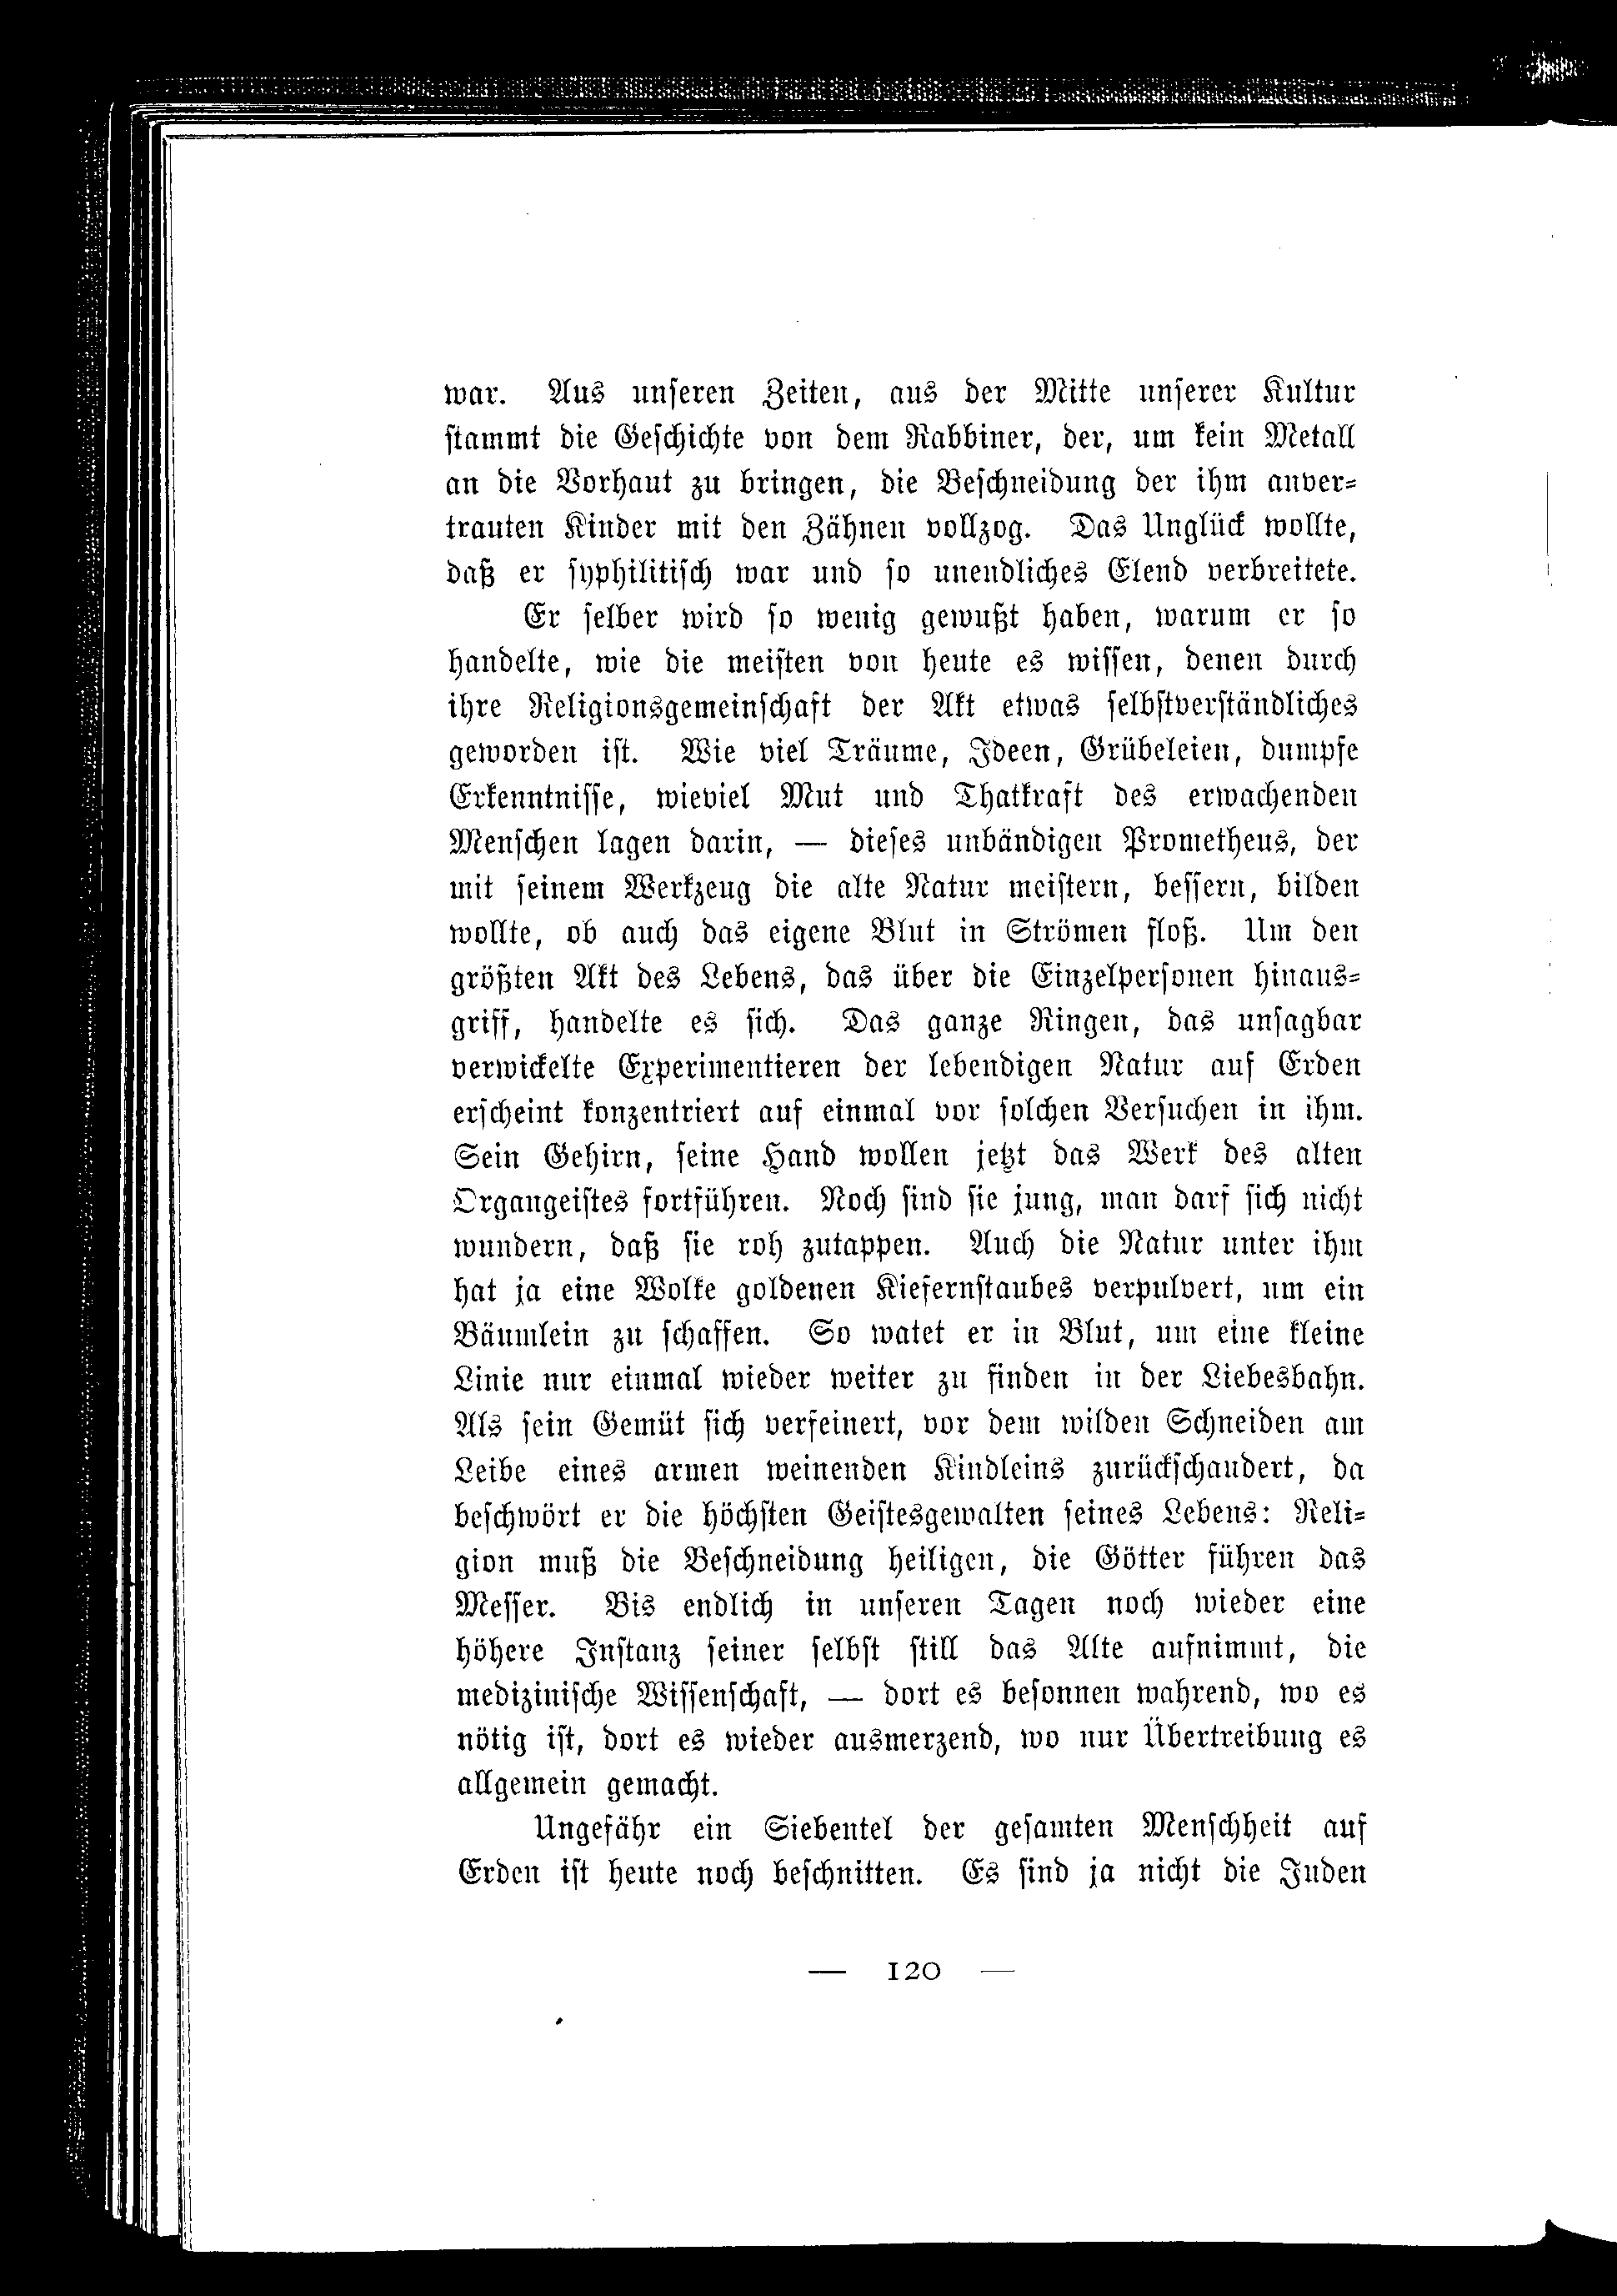 war. Aus unseren Zeiten, aus der Mitte unserer Kultur
stammt die Geschichte von dem Rabbiner, der, um kein Metall
an die Vorhaut zu bringen, die Beschneidung der ihm anver-
trauten Kinder mit den Zähnen vollzog. Das Unglück wollte,
daß er syphilitisch war und so unendliches Elend verbreitete.
Er selber wird so wenig gewußt haben, warum er so
handelte, wie die meisten von heute es wissen, denen durch
ihre Religionsgemeinschaft der Akt etwas selbstverständliches
geworden ist. Wie viel Träume, Ideen, Grübeleien, dumpfe
Erkenntnisse, wieviel Mut und Thatkraft des erwachenden
Menschen lagen darin, — dieses unbändigen Prometheus, der
mit seinem Werkzeug die alte Natur meistern, bessern, bilden
wollte, ob auch das eigene Blut in Strömen floß. Um den
größten Akt des Lebens, das über die Einzelpersonen hinaus-
griff, handelte es sich. Das ganze Ringen, das unsagbar
verwickelte Experimentieren der lebendigen Natur auf Erden
erscheint konzentriert auf einmal vor solchen Versuchen in ihm.
Sein Gehirn, seine Hand wollen jetzt das Werk des alten
Organgeistes fortführen. Noch sind sie jung, man darf sich nicht
wundern, daß sie roh zutappen. Auch die Natur unter ihm
hat ja eine Wolke goldenen Kiefernstaubes verpulvert, um ein
Bäumlein zu schaffen. So watet er in Blut, um eine kleine
Linie nur einmal wieder weiter zu finden in der Liebesbahn.
Als sein Gemüt sich verfeinert, vor dem wilden Schneiden am
Leibe eines armen weinenden Kindleins zurückschaudert, da
beschwört er die höchsten Geistesgewalten seines Lebens: Reli-
gion muß die Beschneidung heiligen, die Götter führen das
Messer. Bis endlich in unseren Tagen noch wieder eine
höhere Instanz seiner selbst still das Alte aufnimmt, die
medizinische Wissenschaft, — dort es besonnen wahrend, wo es
nötig ist, dort es wieder ausmerzend, wo nur Übertreibung es
allgemein gemacht.
Ungefähr ein Siebentel der gesamten Menschheit auf
Erden ist heute noch beschnitten. Es sind ja nicht die Juden
— 120 —